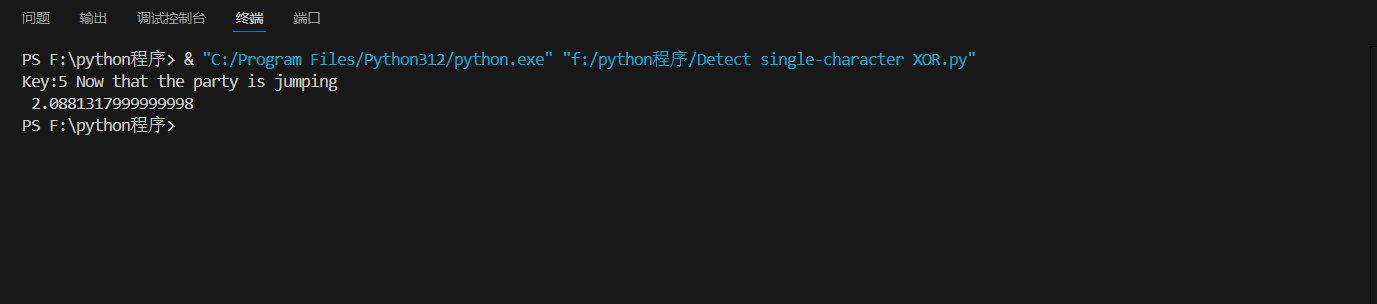 问题 输出 调试控制台 终端 端口
PS F:\python程序> & "C:/Program Files/Python312/python.exe" "f:/python程序/Detect single-character XOR.py"
Key:5 Now that the party is jumping
2.0881317999999998
PS F:\python程序>